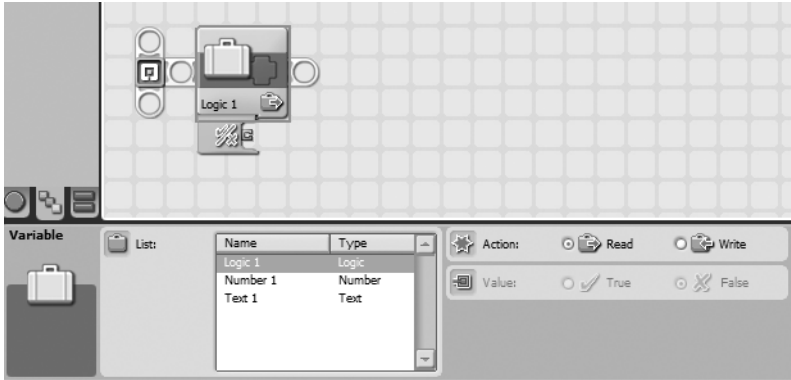 Logic 1
Variable
List:
Name Type
Logic 1 Logic
Number 1 Number
Text 1 Text
Action: Read Write
Value: True False